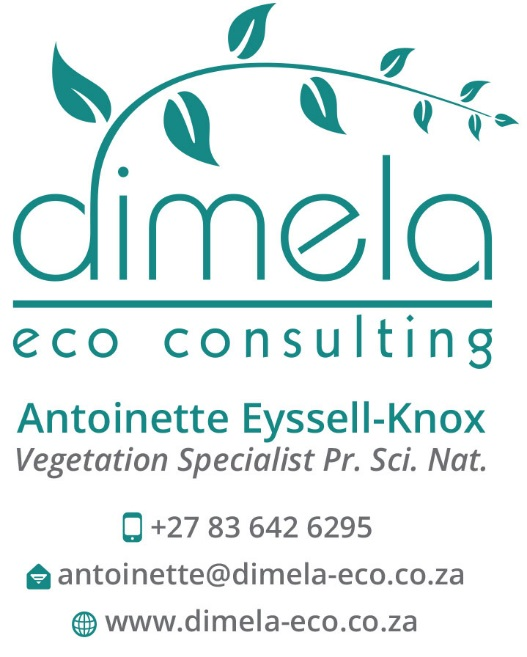 dimela
eco consulting
Antoinette Eyssell-Knox
Vegetation Specialist Pr. Sci. Nat.
+27 83 642 6295
antoinette@dimela-eco.co.za
www.dimela-eco.co.za